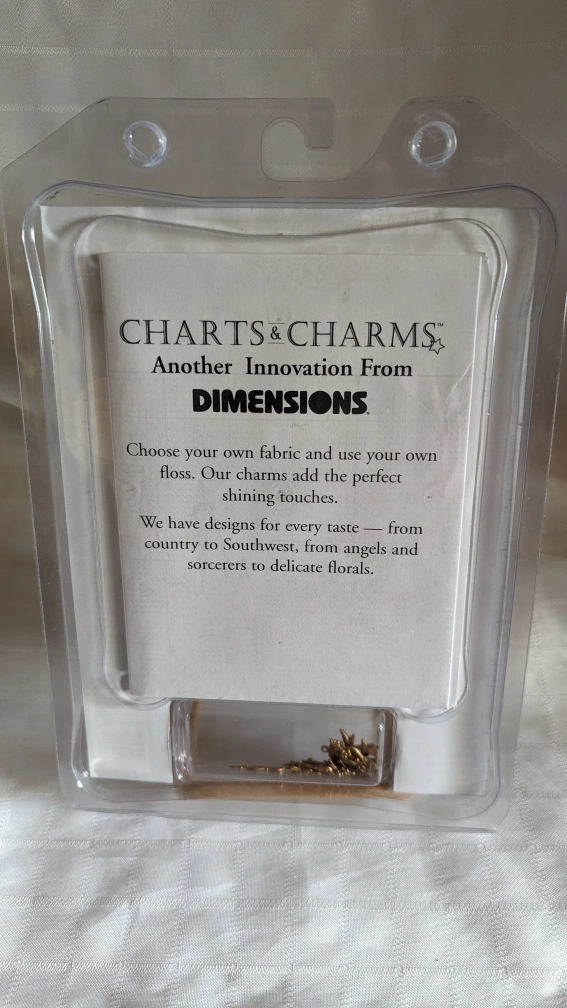 CHARTS & CHARMS™
Another Innovation From
DIMENSIONS®
Choose your own fabric and use your own
floss. Our charms add the perfect
shining touches.
We have designs for every taste — from
country to Southwest, from angels and
sorcerers to delicate florals.